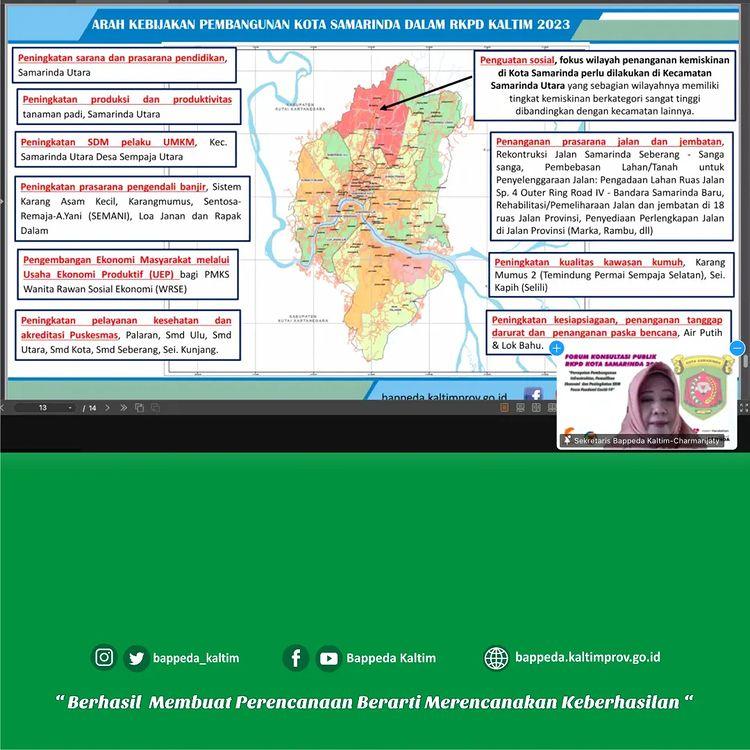 ARAH KEBIJAKAN PEMBANGUNAN KOTA SAMARINDA DALAM RKPD KALTIM 2023
Peningkatan sarana dan prasarana pendidikan,
Samarinda Utara
Peningkatan produksi dan produktivitas
tanaman padi, Samarinda Utara
Peningkatan SDM pelaku UMKM, Kec.
Samarinda Utara Desa Sempaja Utara
Peningkatan prasarana pengendali banjir, Sistem
Karang Asam Kecil, Karangmumus, Sentosa-
Remaja-A.Yani (SEMANI), Loa Janan dan Rapak
Dalam
Pengembangan Ekonomi Masyarakat melalui
Usaha Ekonomi Produktif (UEP) bagi PMKS
Wanita Rawan Sosial Ekonomi (WRSE)
Peningkatan pelayanan kesehatan dan
akreditasi Puskesmas, Palaran, Smd Ulu, Smd
Utara, Smd Kota, Smd Seberang, Sei. Kunjang.
KABUPATEN
KUTAI KARTANEGARA
KABUPATEN
KUTAI KARTANEGARA
Penguatan sosial, fokus wilayah penanganan kemiskinan
di Kota Samarinda perlu dilakukan di Kecamatan
Samarinda Utara yang sebagian wilayahnya memiliki
tingkat kemiskinan berkategori sangat tinggi
dibandingkan dengan kecamatan lainnya.
Penanganan prasarana jalan dan jembatan,
Rekontruksi Jalan Samarinda Seberang - Sanga
sanga, Pembebasan Lahan/Tanah untuk
Penyelenggaraan Jalan: Pengadaan Lahan Ruas Jalan
Sp. 4 Outer Ring Road IV - Bandara Samarinda Baru,
Rehabilitasi/Pemeliharaan Jalan dan jembatan di 18
ruas Jalan Provinsi, Penyediaan Perlengkapan Jalan
di Jalan Provinsi (Marka, Rambu, dll)
Peningkatan kualitas kawasan kumuh, Karang
Mumus 2 (Temindung Permai Sempaja Selatan), Sei.
Kapih (Selili)
Peningkatan kesiapsiagaan, penanganan tanggap
darurat dan penanganan paska bencana, Air Putih
& Lok Bahu.
bappeda.kaltimprov.go.id
13 / 14
FORUM KONSULTASI PUBLIK
RKPD KOTA SAMARINDA
KOTA SAMARINDA
Sekretaris Bappeda Kaltim-Charmarijaty
bappeda_kaltim
Bappeda Kaltim
bappeda.kaltimprov.go.id
“ Berhasil Membuat Perencanaan Berarti Merencanakan Keberhasilan “